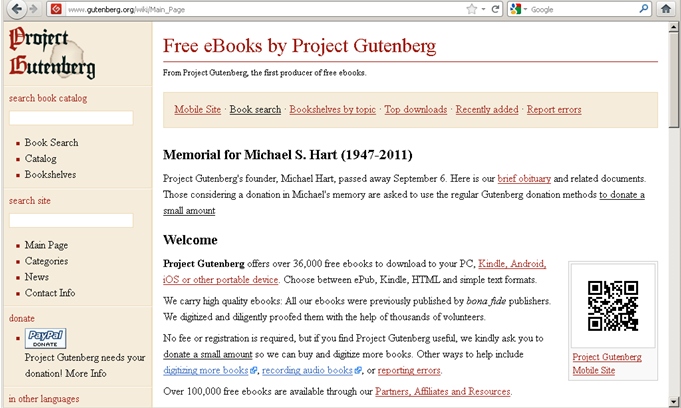 www.gutenberg.org/wiki/Main_Page
Google
Project
Gutenberg
search book catalog
Book Search
Catalog
Bookshelves
search site
Main Page
Categories
News
Contact Info
donate
PayPal
DONATE
Project Gutenberg needs your
donation! More Info
in other languages
Free eBooks by Project Gutenberg
From Project Gutenberg, the first producer of free ebooks.
Mobile Site · Book search · Bookshelves by topic · Top downloads · Recently added · Report errors
Memorial for Michael S. Hart (1947-2011)
Project Gutenberg's founder, Michael Hart, passed away September 6. Here is our brief obituary and related documents.
Those considering a donation in Michael's memory are asked to use the regular Gutenberg donation methods to donate a
small amount
Welcome
Project Gutenberg offers over 36,000 free ebooks to download to your PC, Kindle, Android,
iOS or other portable device. Choose between ePub, Kindle, HTML and simple text formats.
We carry high quality ebooks: All our ebooks were previously published by bona fide publishers.
We digitized and diligently proofed them with the help of thousands of volunteers.
No fee or registration is required, but if you find Project Gutenberg useful, we kindly ask you to
donate a small amount so we can buy and digitize more books. Other ways to help include
digitizing more books, recording audio books, or reporting errors.
Over 100,000 free ebooks are available through our Partners, Affiliates and Resources.
Project Gutenberg
Mobile Site